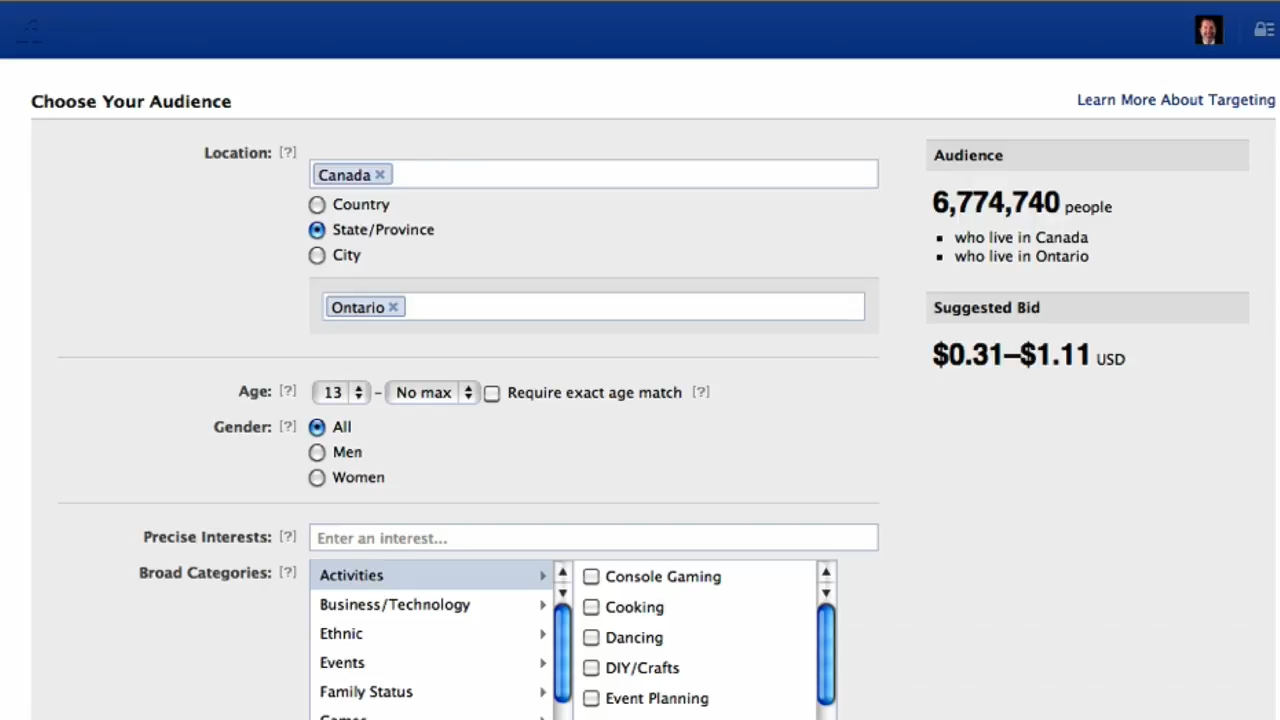 Choose Your Audience
Learn More About Targeting
Location: [?]
Canada ×
Country
State/Province
City
Ontario ×
Age: [?] 13 - No max Require exact age match [?]
Gender: [?] All
Men
Women
Precise Interests: [?] Enter an interest...
Broad Categories: [?]
Activities
Business/Technology
Ethnic
Events
Family Status
Console Gaming
Cooking
Dancing
DIY/Crafts
Event Planning
Audience
6,774,740 people
who live in Canada
who live in Ontario
Suggested Bid
$0.31–$1.11 USD